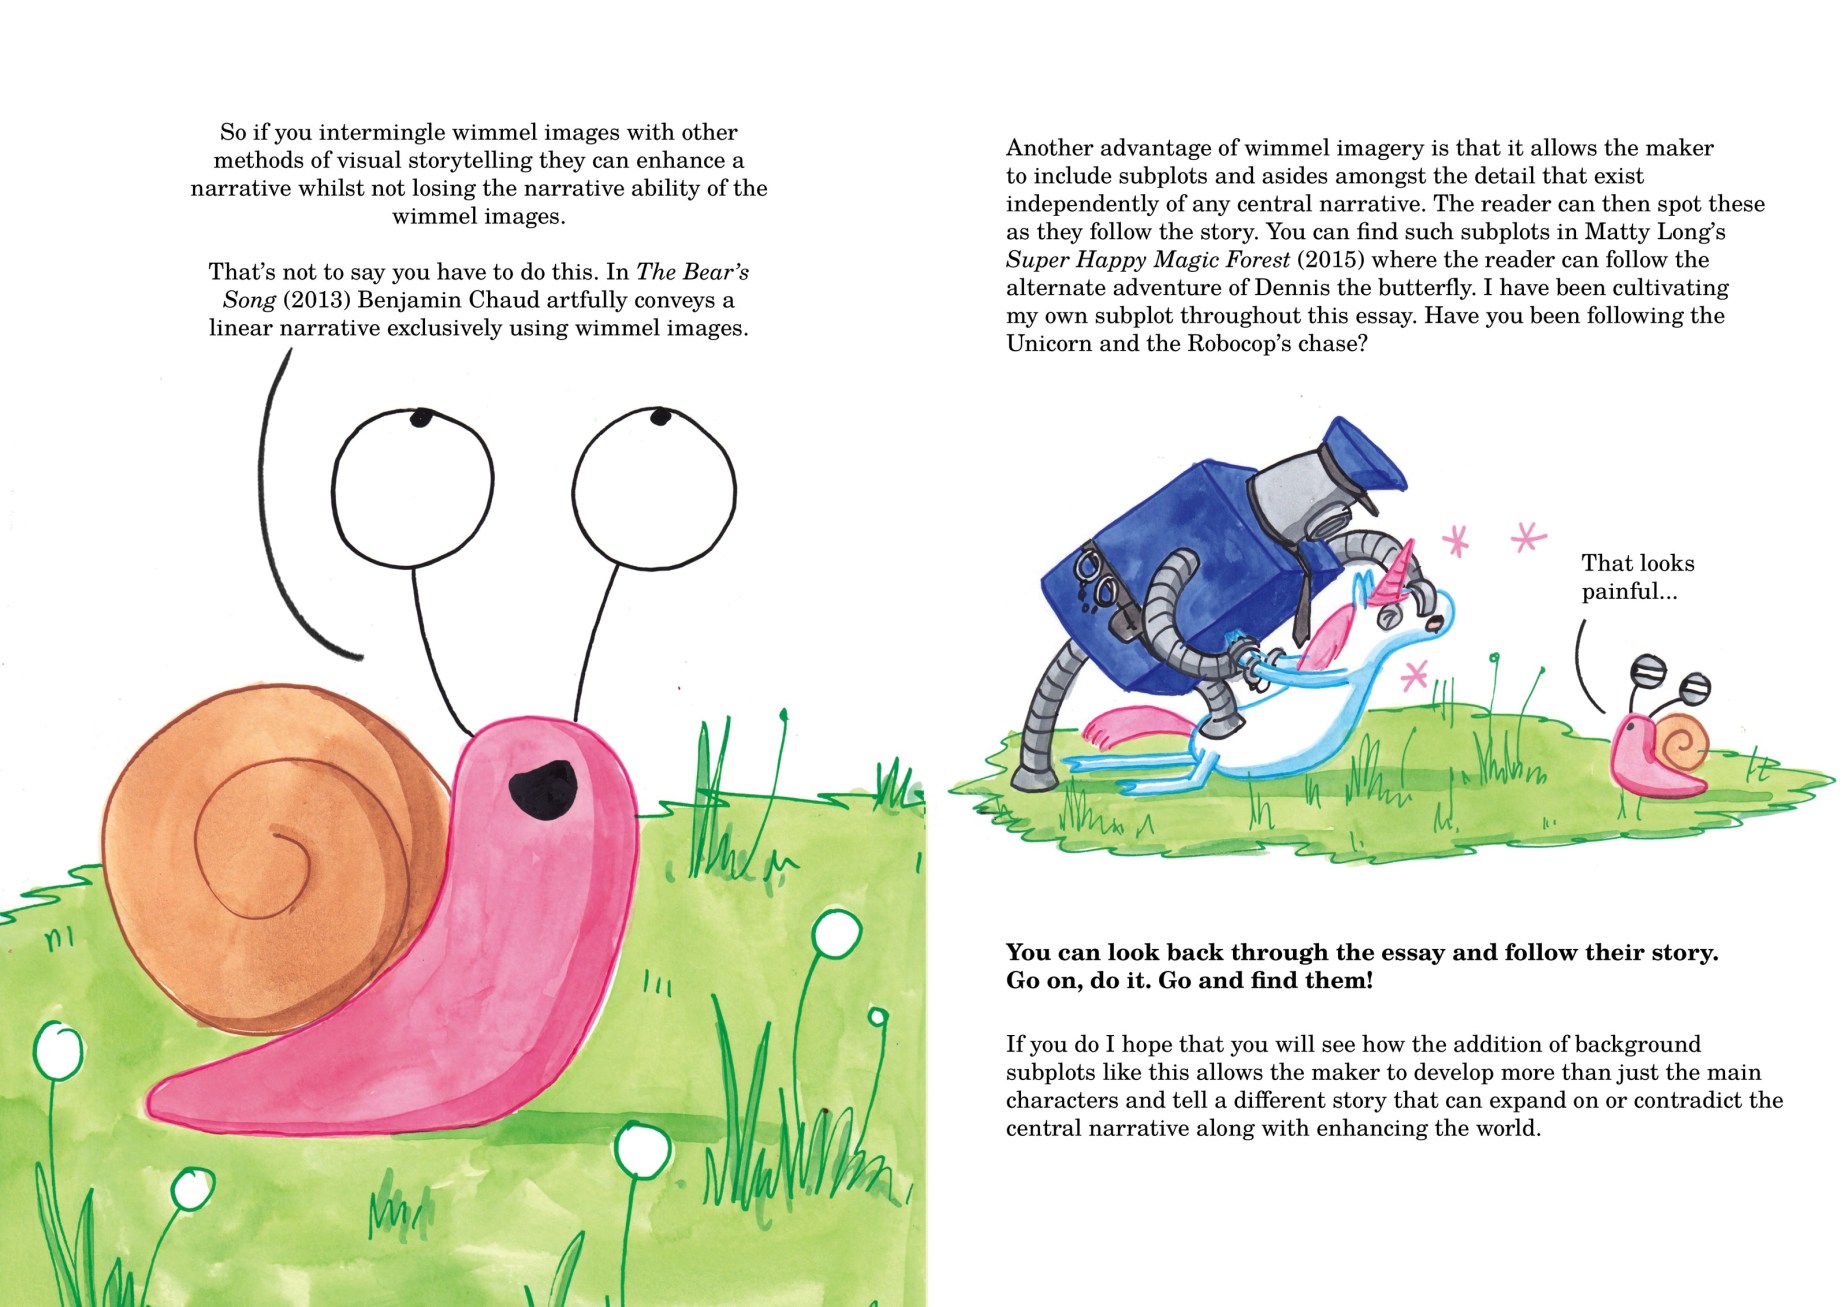 So if you intermingle wimmel images with other
methods of visual storytelling they can enhance a
narrative whilst not losing the narrative ability of the
wimmel images.
That’s not to say you have to do this. In The Bear’s
Song (2013) Benjamin Chaud artfully conveys a
linear narrative exclusively using wimmel images.
Another advantage of wimmel imagery is that it allows the maker
to include subplots and asides amongst the detail that exist
independently of any central narrative. The reader can then spot these
as they follow the story. You can find such subplots in Matty Long’s
Super Happy Magic Forest (2015) where the reader can follow the
alternate adventure of Dennis the butterfly. I have been cultivating
my own subplot throughout this essay. Have you been following the
Unicorn and the Robocop’s chase?
That looks
painful...
You can look back through the essay and follow their story.
Go on, do it. Go and find them!
If you do I hope that you will see how the addition of background
subplots like this allows the maker to develop more than just the main
characters and tell a different story that can expand on or contradict the
central narrative along with enhancing the world.